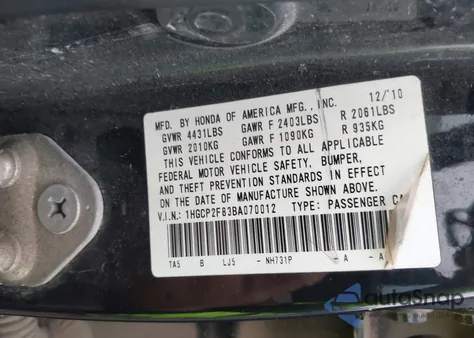 MFD. BY HONDA OF AMERICA MFG., INC. 12/'10
GVWR 4431LBS GAWR F 2403LBS R 2061LBS
GVWR 2010KG GAWR F 1090KG R 935KG
THIS VEHICLE CONFORMS TO ALL APPLICABLE
FEDERAL MOTOR VEHICLE SAFETY, BUMPER,
AND THEFT PREVENTION STANDARDS IN EFFECT
ON THE DATE OF MANUFACTURE SHOWN ABOVE.
V.I.N.: 1HGCP2F83BA070012 TYPE: PASSENGER
TA5 B LJ5 - NH731P - A - A
autoSnap